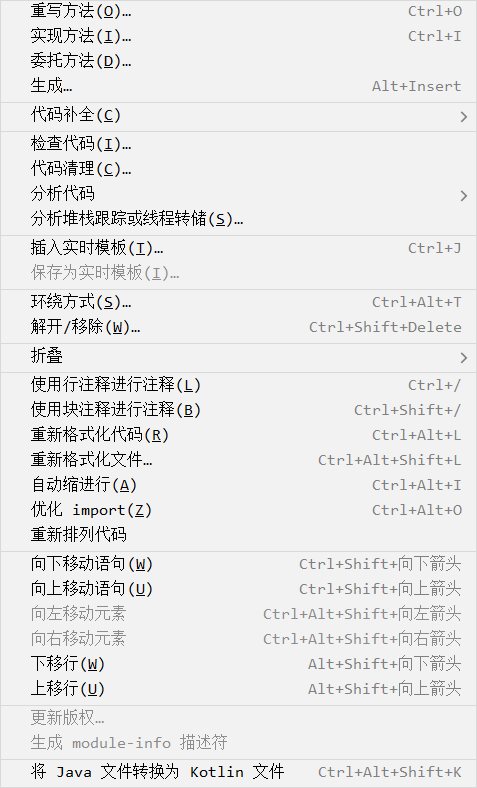 重写方法(O)… Ctrl+O
实现方法(I)… Ctrl+I
委托方法(D)…
生成… Alt+Insert
代码补全(C)
检查代码(I)…
代码清理(C)…
分析代码
分析堆栈跟踪或线程转储(S)…
插入实时模板(T)… Ctrl+J
保存为实时模板(I)…
环绕方式(S)… Ctrl+Alt+T
解开/移除(W)… Ctrl+Shift+Delete
折叠
使用行注释进行注释(L) Ctrl+/
使用块注释进行注释(B) Ctrl+Shift+/
重新格式化代码(R) Ctrl+Alt+L
重新格式化文件… Ctrl+Alt+Shift+L
自动缩进行(A) Ctrl+Alt+I
优化 import(Z) Ctrl+Alt+O
重新排列代码
向下移动语句(W) Ctrl+Shift+向下箭头
向上移动语句(U) Ctrl+Shift+向上箭头
向左移动元素 Ctrl+Alt+Shift+向左箭头
向右移动元素 Ctrl+Alt+Shift+向右箭头
下移行(W) Alt+Shift+向下箭头
上移行(U) Alt+Shift+向上箭头
更新版权…
生成 module-info 描述符
将 Java 文件转换为 Kotlin 文件 Ctrl+Alt+Shift+K